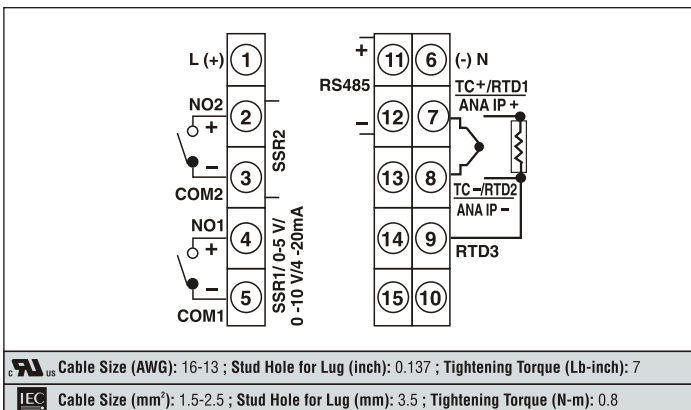 L (+) 1
NO2
+ 2
– 3
COM2
SSR2
NO1
+ 4
– 5
COM1
SSR1/ 0-5 V/
0 -10 V/4 -20mA
+
RS485
–
11 6 (-) N
12 7
13 8
14 9
15 10
TC+/RTD1
ANA IP +
TC –/RTD2
ANA IP –
RTD3
c RU us Cable Size (AWG): 16-13 ; Stud Hole for Lug (inch): 0.137 ; Tightening Torque (Lb-inch): 7
IEC Cable Size (mm²): 1.5-2.5 ; Stud Hole for Lug (mm): 3.5 ; Tightening Torque (N-m): 0.8